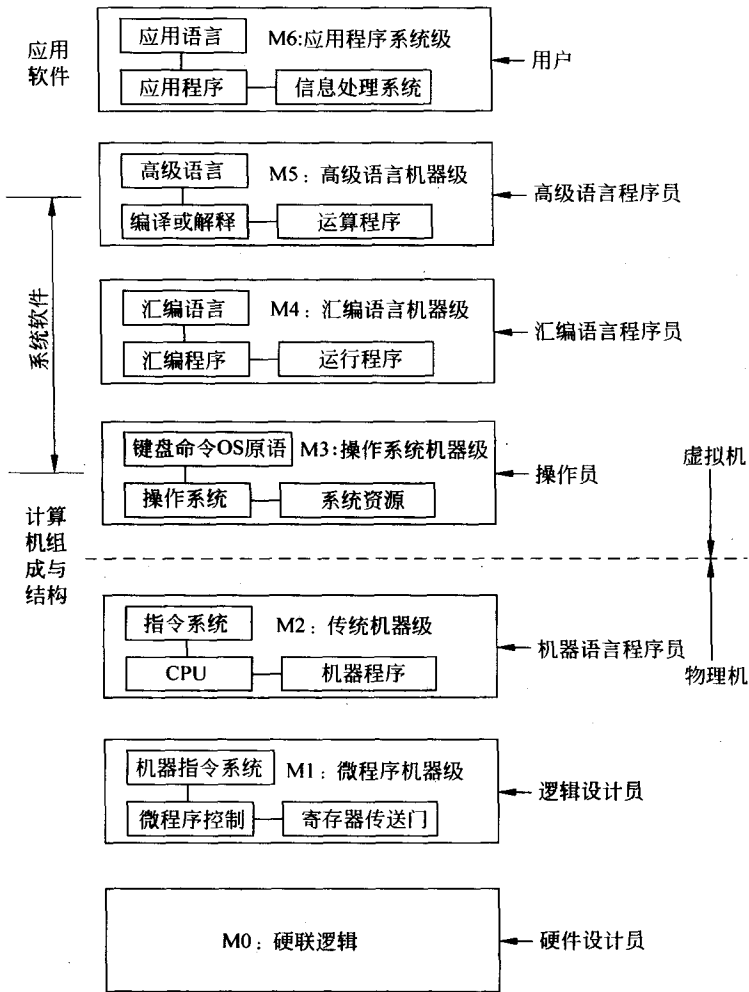 应用
软件
应用语言
M6:应用程序系统级
应用程序
信息处理系统
用户
高级语言
M5：高级语言机器级
编译或解释
运算程序
高级语言程序员
系统软件
汇编语言
M4：汇编语言机器级
汇编程序
运行程序
汇编语言程序员
键盘命令OS原语
M3:操作系统机器级
操作系统
系统资源
操作员
虚拟机
计算
机组
成与
结构
指令系统
M2：传统机器级
CPU
机器程序
机器语言程序员
物理机
机器指令系统
M1：微程序机器级
微程序控制
寄存器传送门
逻辑设计员
M0：硬联逻辑
硬件设计员